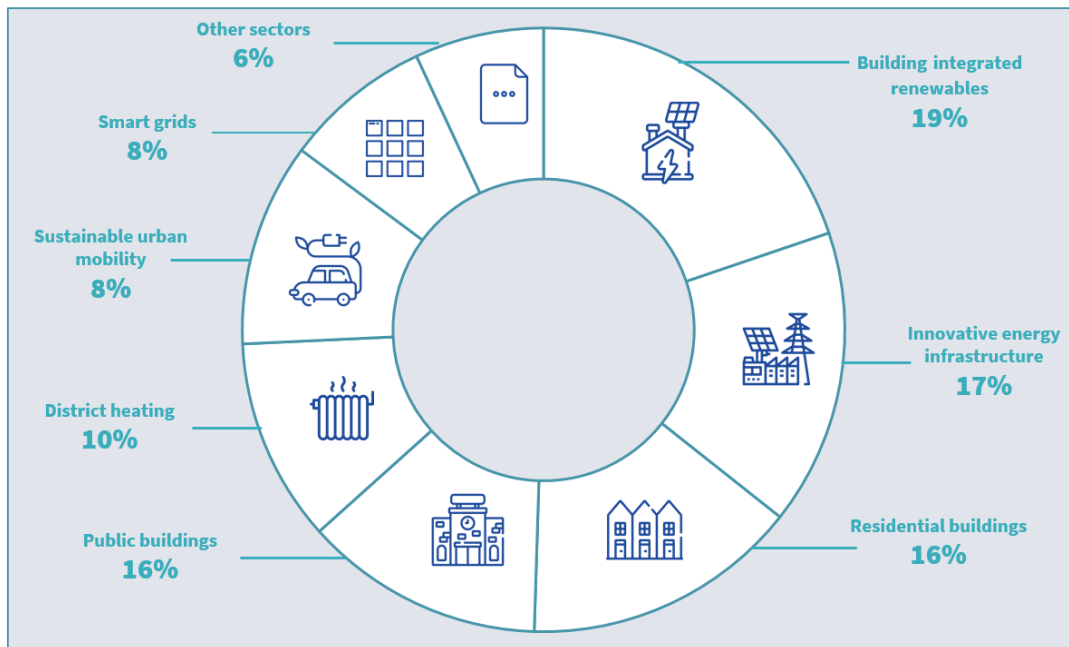 Other sectors
6%
Building integrated
renewables
19%
Smart grids
8%
Sustainable urban
mobility
8%
Innovative energy
infrastructure
17%
District heating
10%
Public buildings
16%
Residential buildings
16%